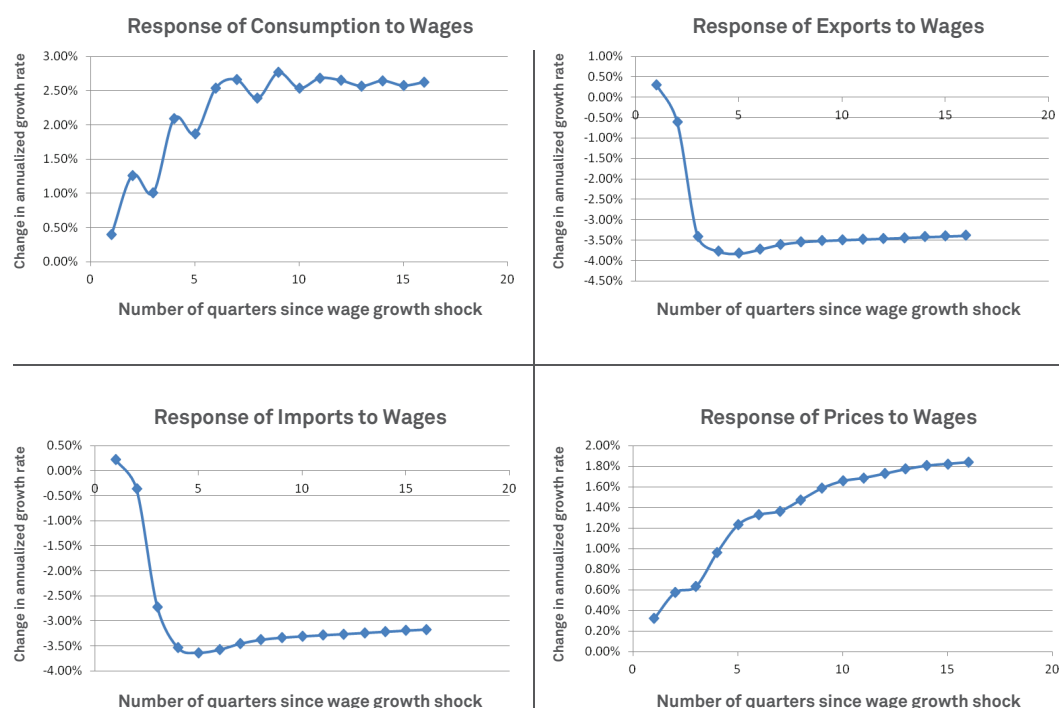 Response of Consumption to Wages
Change in annualized growth rate
3.00%
2.50%
2.00%
1.50%
1.00%
0.50%
0.00%
0 5 10 15 20
Number of quarters since wage growth shock
Response of Exports to Wages
Change in annualized growth rate
1.00%
0.50%
0.00%
-0.50%
-1.00%
-1.50%
-2.00%
-2.50%
-3.00%
-3.50%
-4.00%
-4.50%
0 5 10 15 20
Number of quarters since wage growth shock
Response of Imports to Wages
Change in annualized growth rate
0.50%
0.00%
-0.50%
-1.00%
-1.50%
-2.00%
-2.50%
-3.00%
-3.50%
-4.00%
0 5 10 15 20
Number of quarters since wage growth shock
Response of Prices to Wages
Change in annualized growth rate
2.00%
1.80%
1.60%
1.40%
1.20%
1.00%
0.80%
0.60%
0.40%
0.20%
0.00%
0 5 10 15 20
Number of quarters since wage growth shock